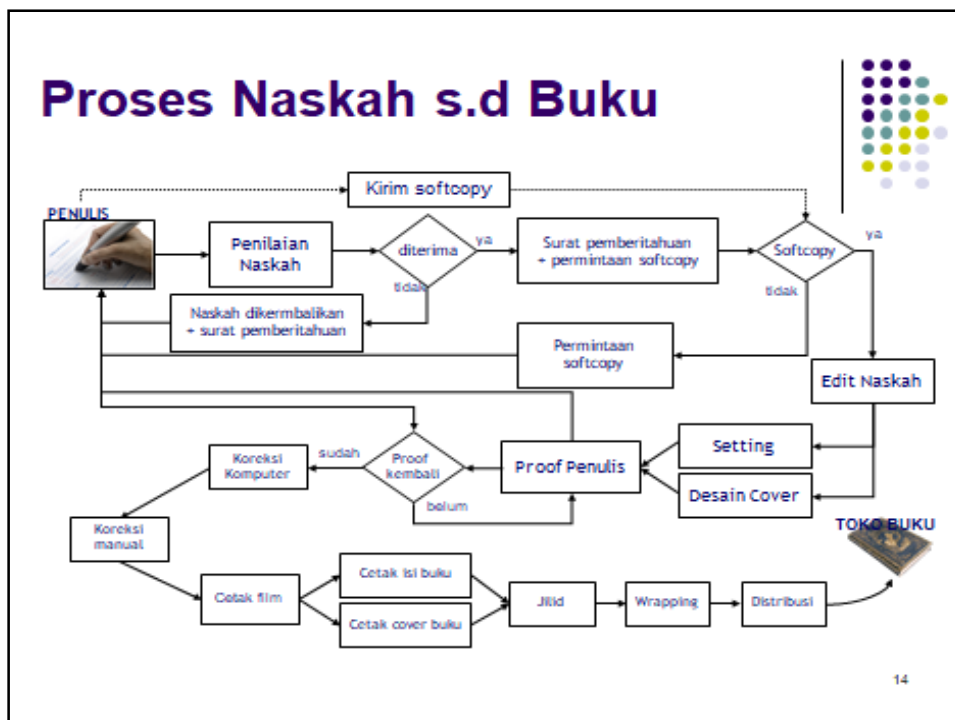 Proses Naskah s.d Buku
Kirim softcopy
PENULIS
Penilaian
Naskah
diterima
ya
Surat pemberitahuan
+ permintaan softcopy
Softcopy
ya
tidak
Naskah dikermbalikan
+ surat pemberitahuan
tidak
Permintaan
softcopy
Edit Naskah
Koreksi
Komputer
sudah
Proof
kembali
belum
Proof Penulis
Setting
Desain Cover
Koreksi
manual
TOKO BUKU
Cetak film
Cetak isi buku
Cetak cover buku
Jilid
Wrapping
Distribusi
14